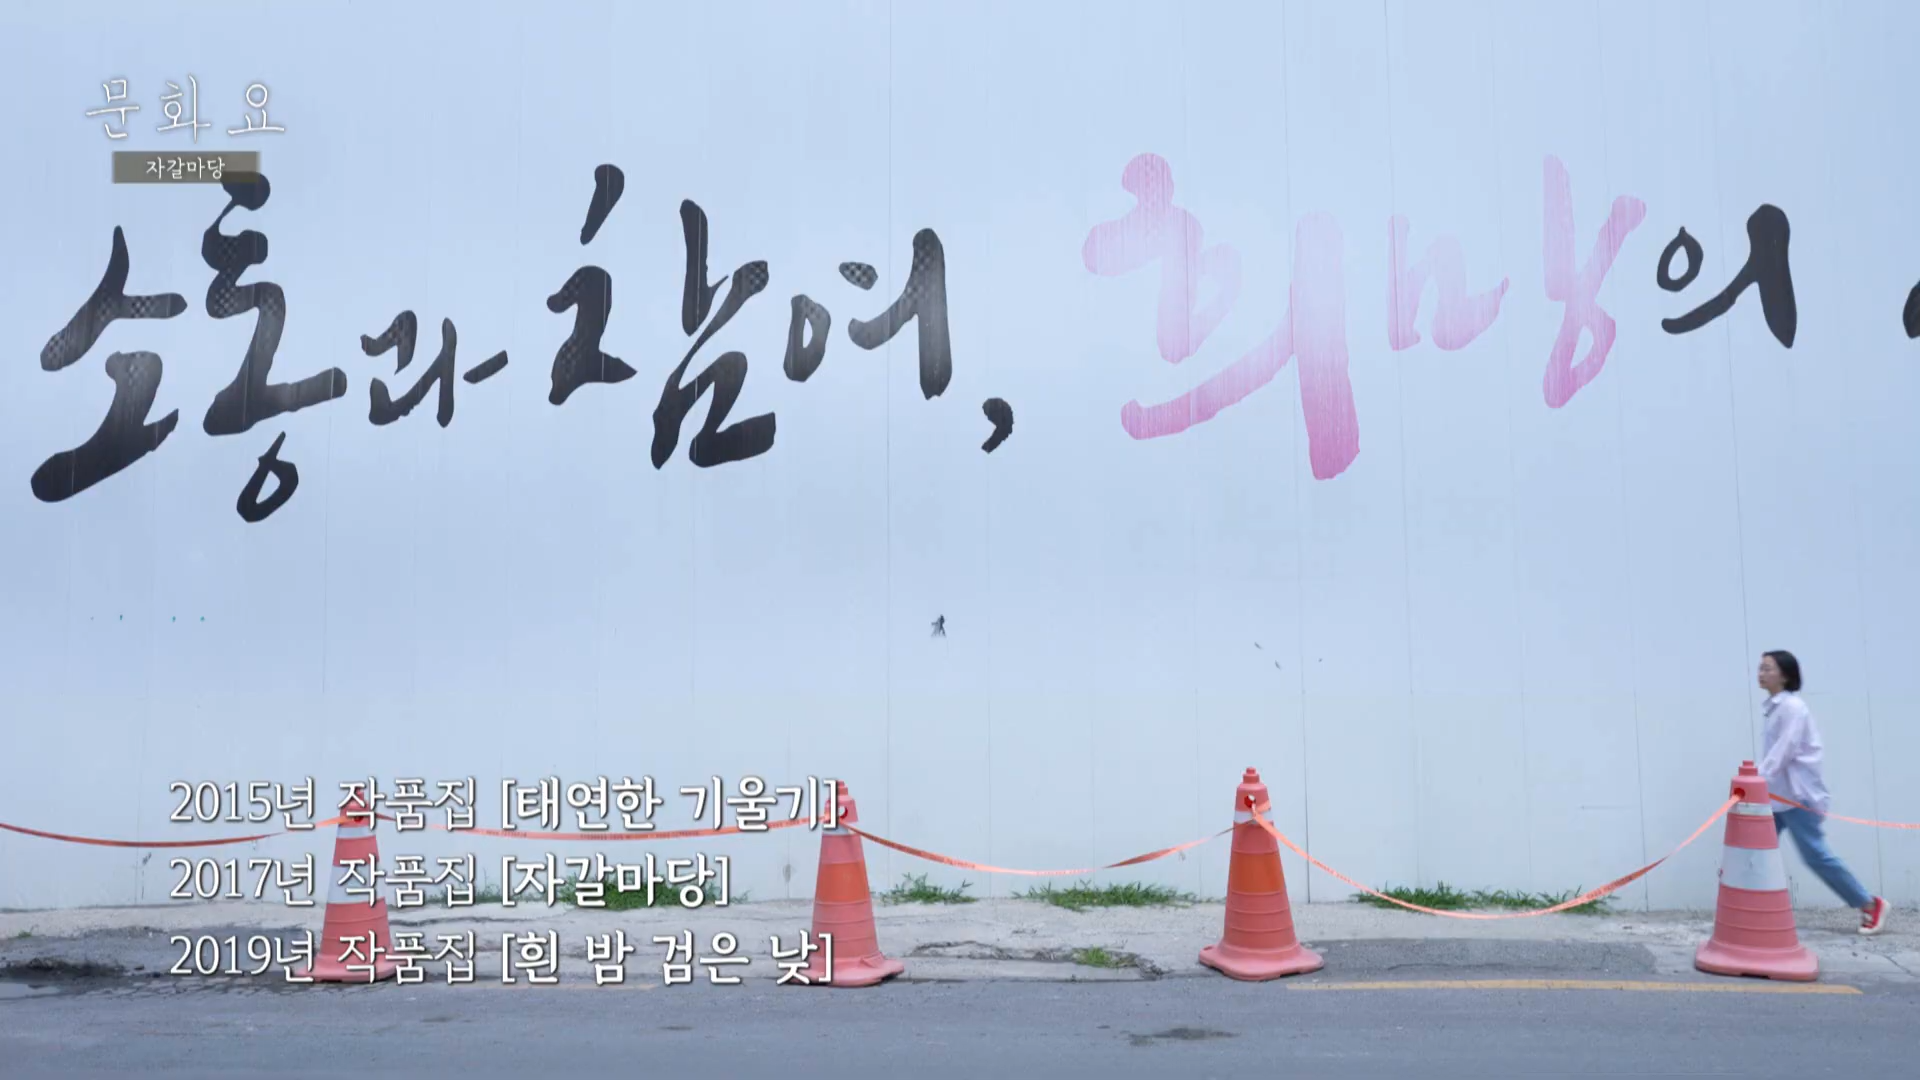 문화요
자갈마당
소통과 참여, 희망의
2015년 작품집 [태연한 기울기]
2017년 작품집 [자갈마당]
2019년 작품집 [흰 밤 검은 낮]